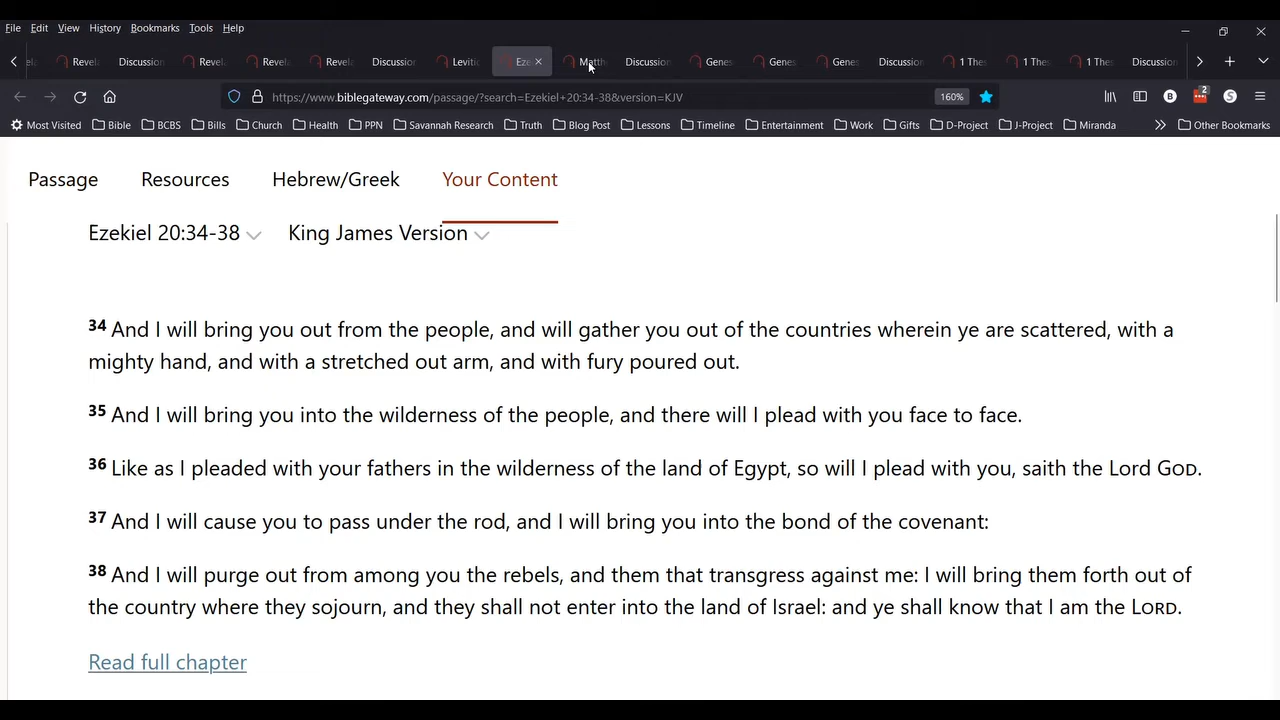 File Edit View History Bookmarks Tools Help
Revela Discussion Revela Revela Revela Discussion Levitic Eze Matth Discussion Genes Genes Genes Discussion 1 Thes 1 Thes 1 Thes Discussion
https://www.biblegateway.com/passage/?search=Ezekiel+20:34-38&version=KJV 160% B 2 S
Most Visited Bible BCBS Bills Church Health PPN Savannah Research Truth Blog Post Lessons Timeline Entertainment Work Gifts D-Project J-Project Miranda Other Bookmarks
Passage Resources Hebrew/Greek Your Content
Ezekiel 20:34-38 King James Version
34 And I will bring you out from the people, and will gather you out of the countries wherein ye are scattered, with a
mighty hand, and with a stretched out arm, and with fury poured out.
35 And I will bring you into the wilderness of the people, and there will I plead with you face to face.
36 Like as I pleaded with your fathers in the wilderness of the land of Egypt, so will I plead with you, saith the Lord GOD.
37 And I will cause you to pass under the rod, and I will bring you into the bond of the covenant:
38 And I will purge out from among you the rebels, and them that transgress against me: I will bring them forth out of
the country where they sojourn, and they shall not enter into the land of Israel: and ye shall know that I am the LORD.
Read full chapter